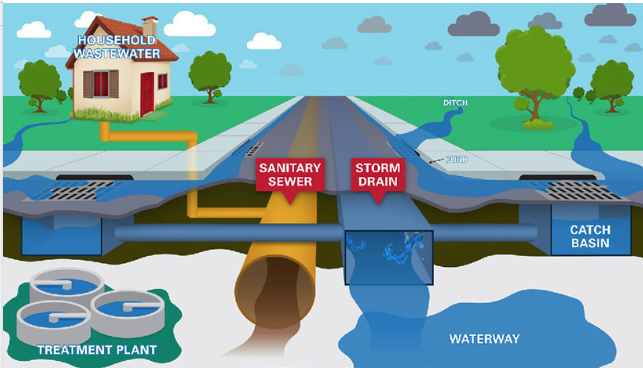 HOUSEHOLD
WASTEWATER
DITCH
CURB
SANITARY
SEWER
STORM
DRAIN
CATCH
BASIN
TREATMENT PLANT
WATERWAY